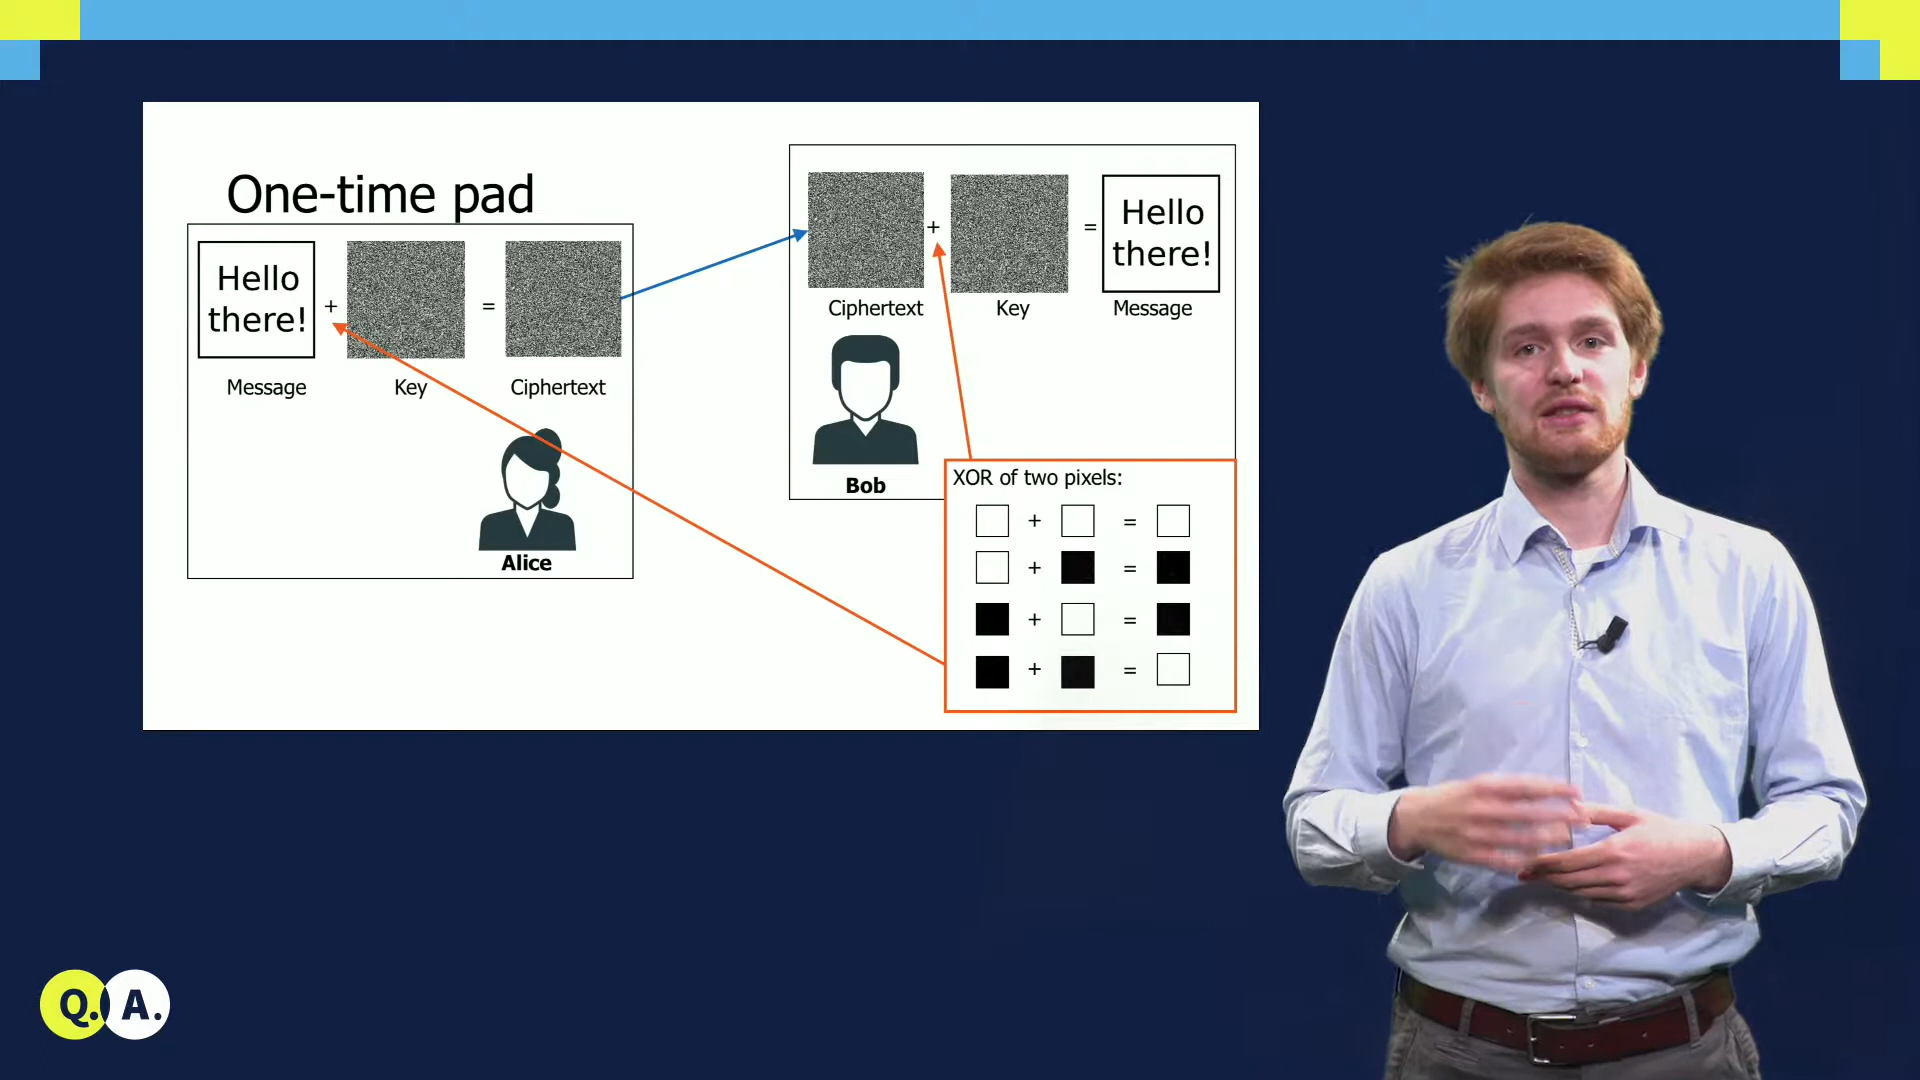 One-time pad
Hello
there!
+
=
Message
Key
Ciphertext
Alice
+
=
Hello
there!
Ciphertext
Key
Message
Bob
XOR of two pixels:
+ =
+ =
+ =
+ =
Q. A.